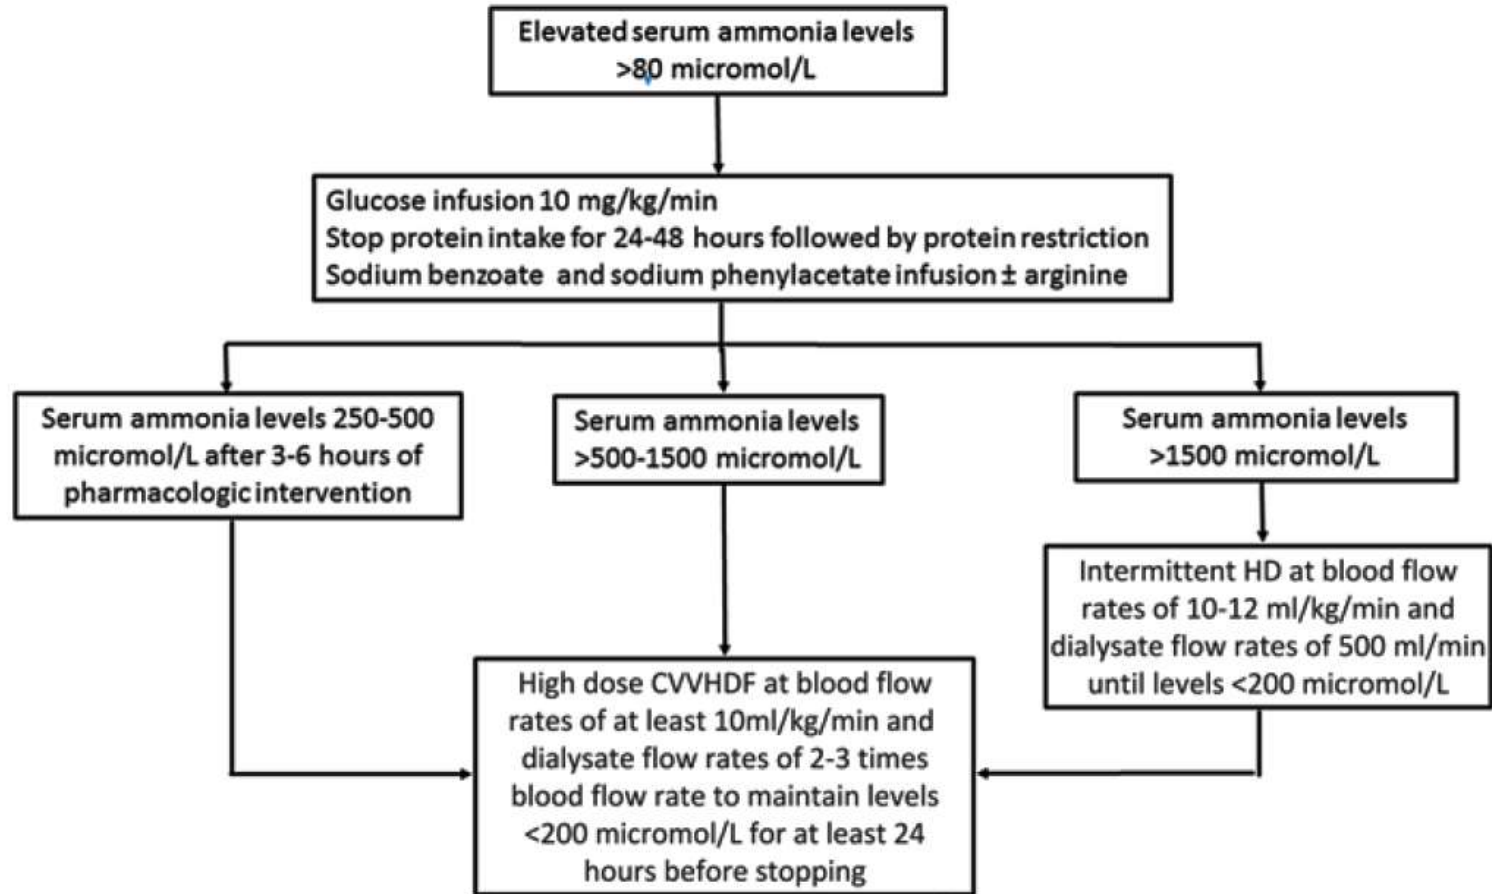 Elevated serum ammonia levels
>80 micromol/L
Glucose infusion 10 mg/kg/min
Stop protein intake for 24-48 hours followed by protein restriction
Sodium benzoate and sodium phenylacetate infusion ± arginine
Serum ammonia levels 250-500
micromol/L after 3-6 hours of
pharmacologic intervention
Serum ammonia levels
>500-1500 micromol/L
Serum ammonia levels
>1500 micromol/L
Intermittent HD at blood flow
rates of 10-12 ml/kg/min and
dialysate flow rates of 500 ml/min
until levels <200 micromol/L
High dose CVVHDF at blood flow
rates of at least 10ml/kg/min and
dialysate flow rates of 2-3 times
blood flow rate to maintain levels
<200 micromol/L for at least 24
hours before stopping